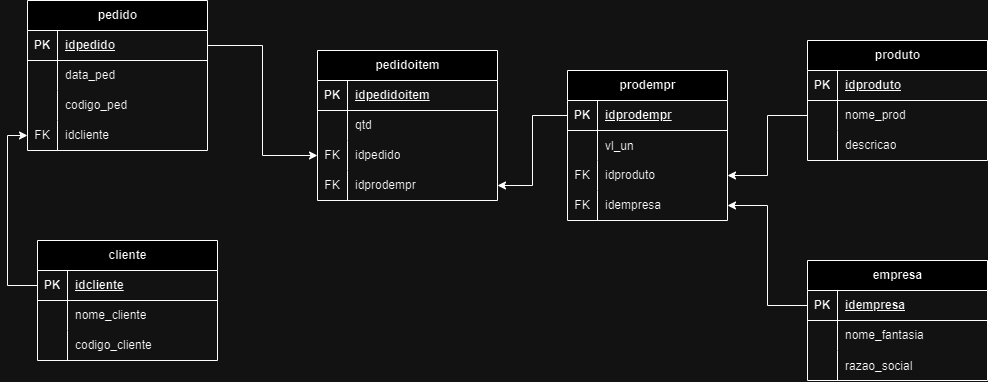 pedido
PK idpedido
data_ped
codigo_ped
FK idcliente
pedidoitem
PK idpedidoitem
qtd
FK idpedido
FK idprodempr
prodempr
PK idprodempr
vl_un
FK idproduto
FK idempresa
produto
PK idproduto
nome_prod
descricao
cliente
PK idcliente
nome_cliente
codigo_cliente
empresa
PK idempresa
nome_fantasia
razao_social